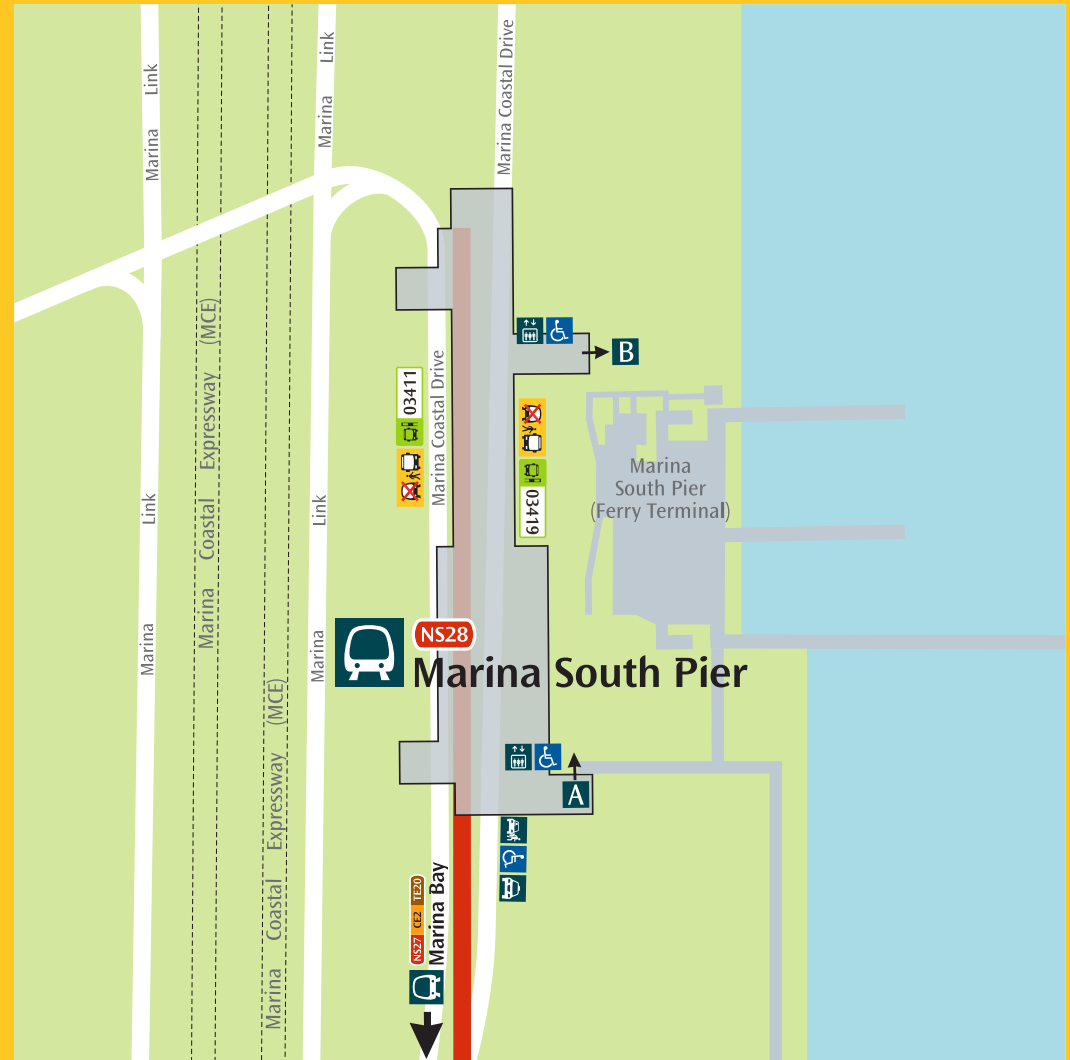 Marina Link
Marina Link
Marina Coastal Drive
Marina Coastal Expressway (MCE)
B
03411
Marina Coastal Drive
03419
Marina
South Pier
(Ferry Terminal)
Marina Link
Marina Link
NS28
Marina South Pier
Marina Coastal Expressway (MCE)
A
NS27 CE2 TE20
Marina Bay